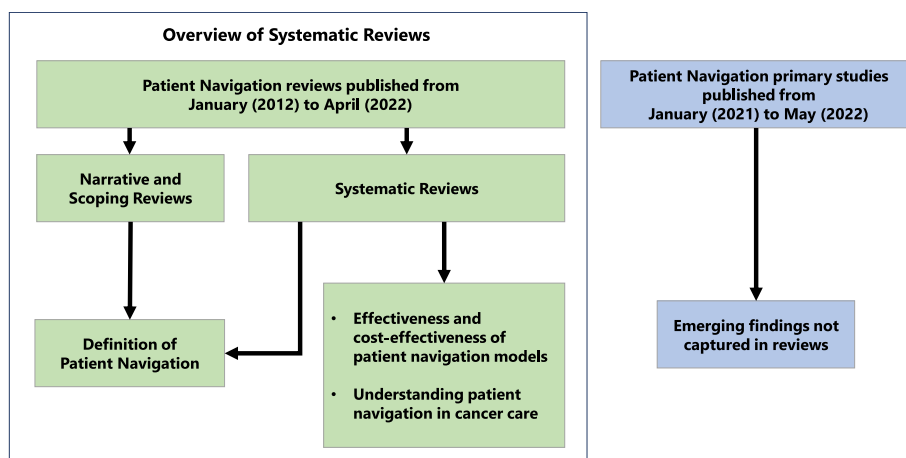 Overview of Systematic Reviews
Patient Navigation reviews published from
January (2012) to April (2022)
Narrative and
Scoping Reviews
Systematic Reviews
Definition of
Patient Navigation
• Effectiveness and
cost-effectiveness of
patient navigation models
• Understanding patient
navigation in cancer care
Patient Navigation primary studies
published from
January (2021) to May (2022)
Emerging findings not
captured in reviews